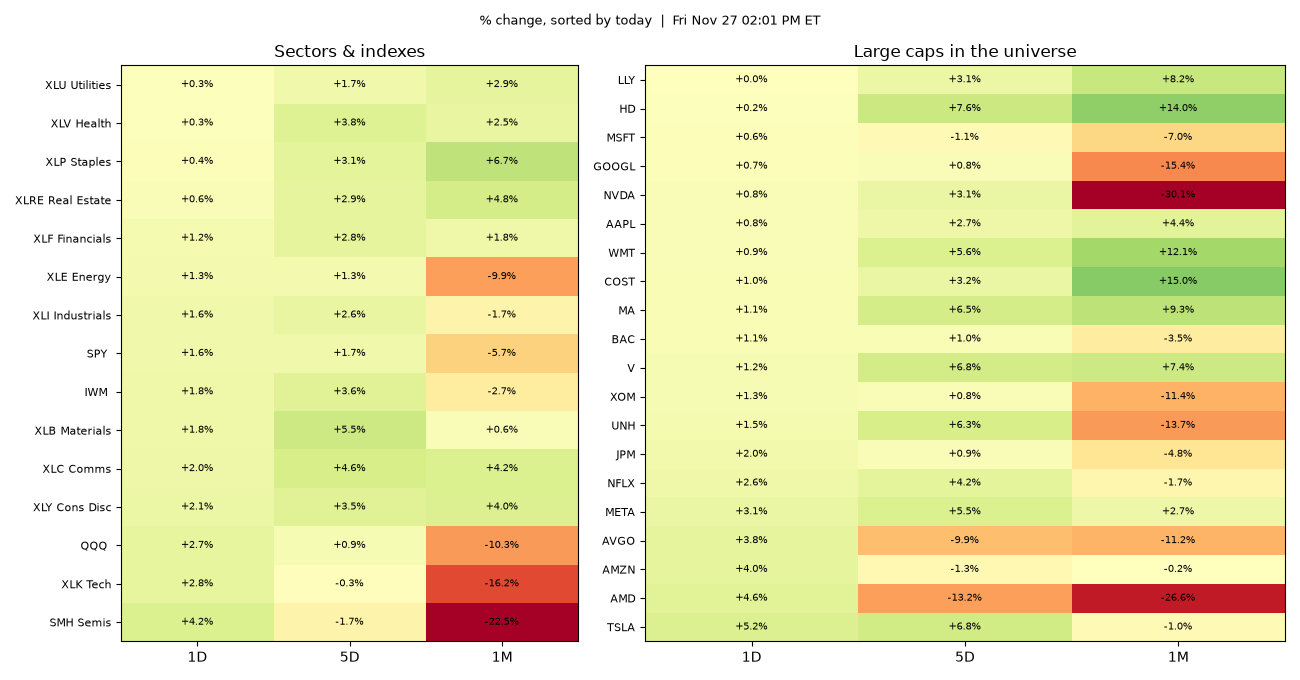 % change, sorted by today | Fri Nov 27 02:01 PM ET
Sectors & indexes
XLU Utilities +0.3% +1.7% +2.9%
XLV Health +0.3% +3.8% +2.5%
XLP Staples +0.4% +3.1% +6.7%
XLRE Real Estate +0.6% +2.9% +4.8%
XLF Financials +1.2% +2.8% +1.8%
XLE Energy +1.3% +1.3% -9.9%
XLI Industrials +1.6% +2.6% -1.7%
SPY +1.6% +1.7% -5.7%
IWM +1.8% +3.6% -2.7%
XLB Materials +1.8% +5.5% +0.6%
XLC Comms +2.0% +4.6% +4.2%
XLY Cons Disc +2.1% +3.5% +4.0%
QQQ +2.7% +0.9% -10.3%
XLK Tech +2.8% -0.3% -16.2%
SMH Semis +4.2% -1.7% -22.5%
1D 5D 1M
Large caps in the universe
LLY +0.0% +3.1% +8.2%
HD +0.2% +7.6% +14.0%
MSFT +0.6% -1.1% -7.0%
GOOGL +0.7% +0.8% -15.4%
NVDA +0.8% +3.1% -30.1%
AAPL +0.8% +2.7% +4.4%
WMT +0.9% +5.6% +12.1%
COST +1.0% +3.2% +15.0%
MA +1.1% +6.5% +9.3%
BAC +1.1% +1.0% -3.5%
V +1.2% +6.8% +7.4%
XOM +1.3% +0.8% -11.4%
UNH +1.5% +6.3% -13.7%
JPM +2.0% +0.9% -4.8%
NFLX +2.6% +4.2% -1.7%
META +3.1% +5.5% +2.7%
AVGO +3.8% -9.9% -11.2%
AMZN +4.0% -1.3% -0.2%
AMD +4.6% -13.2% -26.6%
TSLA +5.2% +6.8% -1.0%
1D 5D 1M